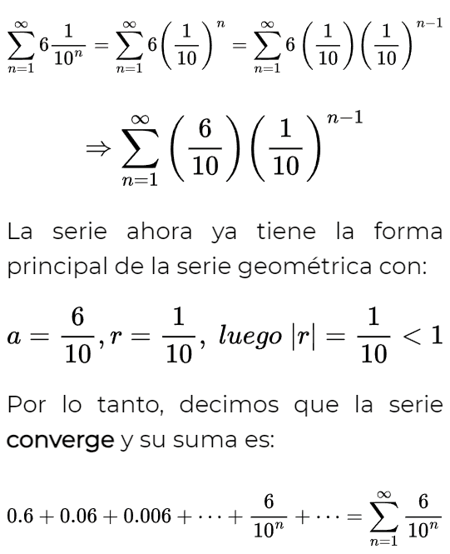 $$\sum_{n=1}^{\infty} 6\frac{1}{10^n} = \sum_{n=1}^{\infty} 6\left(\frac{1}{10}\right)^n = \sum_{n=1}^{\infty} 6\left(\frac{1}{10}\right)\left(\frac{1}{10}\right)^{n-1}$$
$$\Rightarrow \sum_{n=1}^{\infty} \left(\frac{6}{10}\right)\left(\frac{1}{10}\right)^{n-1}$$
La serie ahora ya tiene la forma
principal de la serie geométrica con:
$$a = \frac{6}{10}, r = \frac{1}{10}, \ luego \ |r| = \frac{1}{10} < 1$$
Por lo tanto, decimos que la serie
converge y su suma es:
$$0.6 + 0.06 + 0.006 + \cdots + \frac{6}{10^n} + \cdots = \sum_{n=1}^{\infty} \frac{6}{10^n}$$